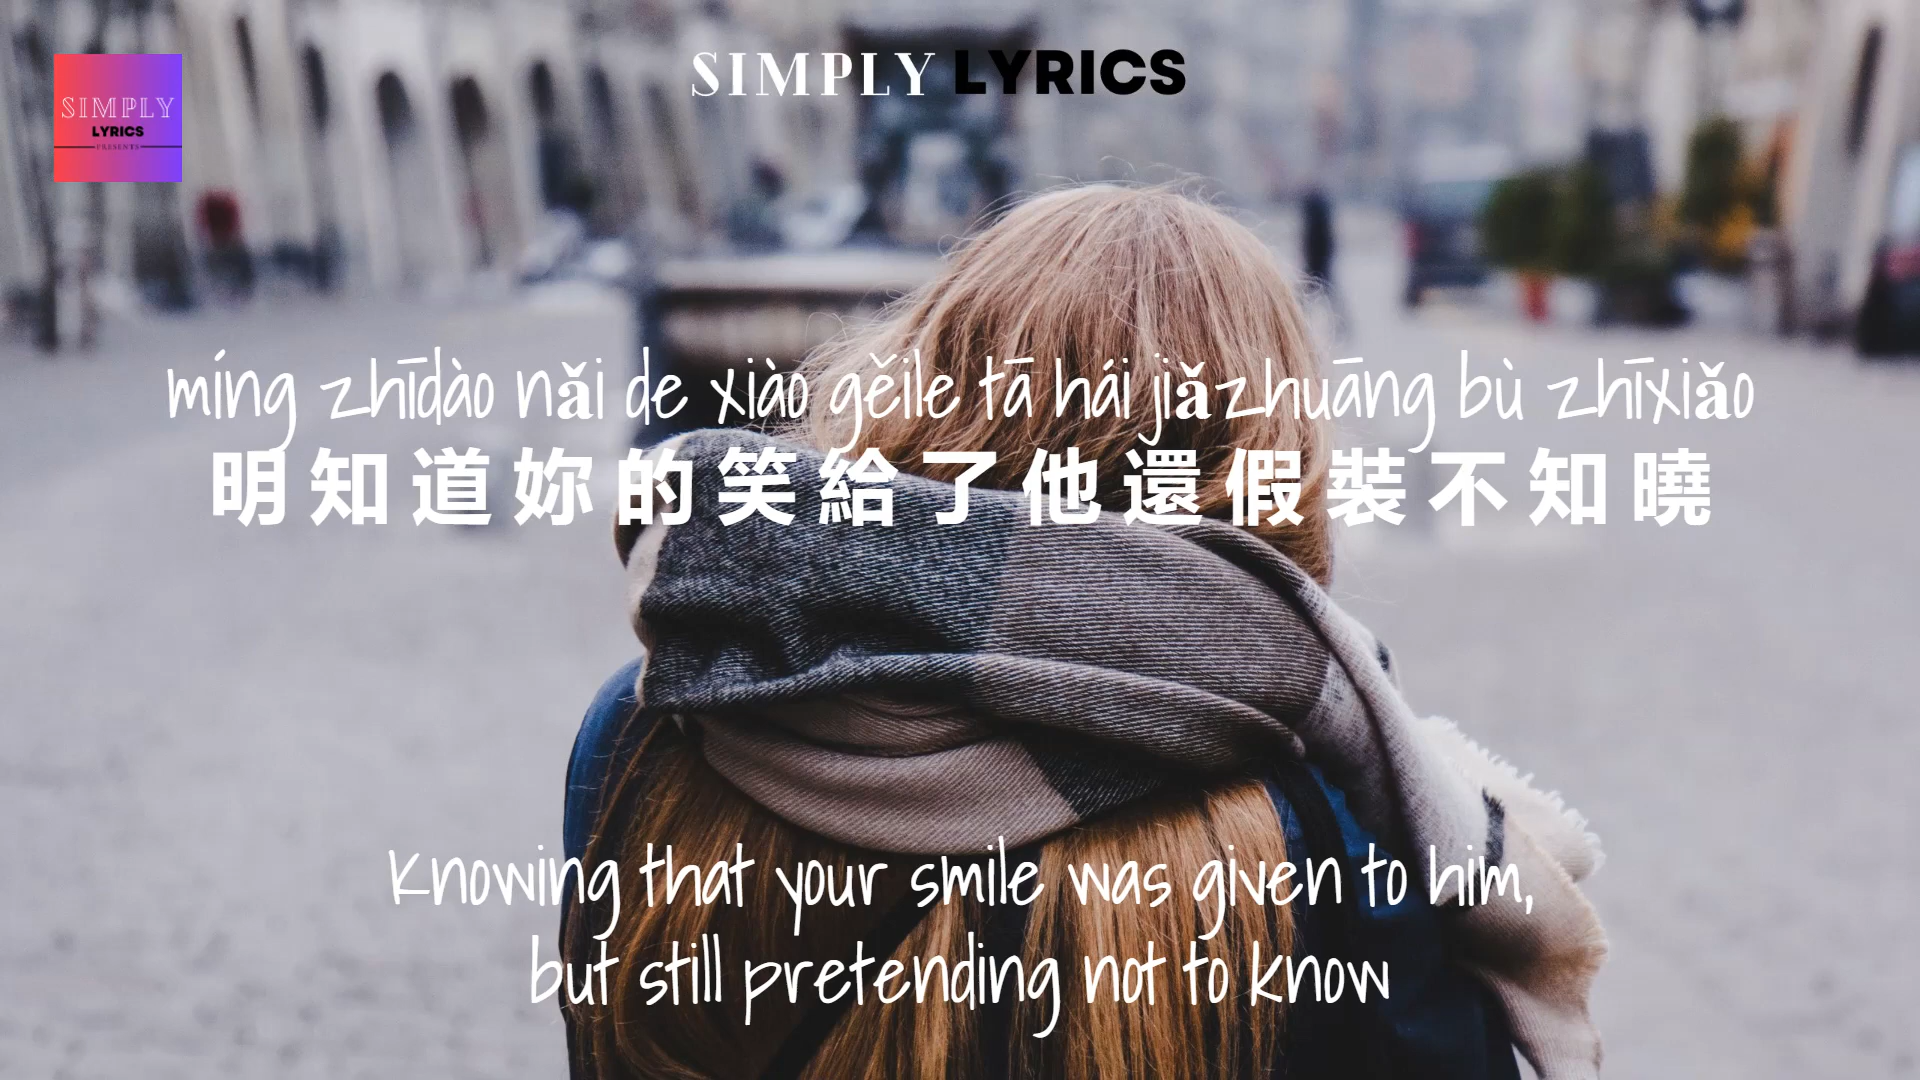 SIMPLY LYRICS
SIMPLY
LYRICS
PRESENTS
míng zhīdào nǎi de xiào gěile tā hái jiǎzhuāng bù zhīxiǎo
明知道妳的笑給了他還假裝不知曉
Knowing that your smile was given to him,
but still pretending not to know